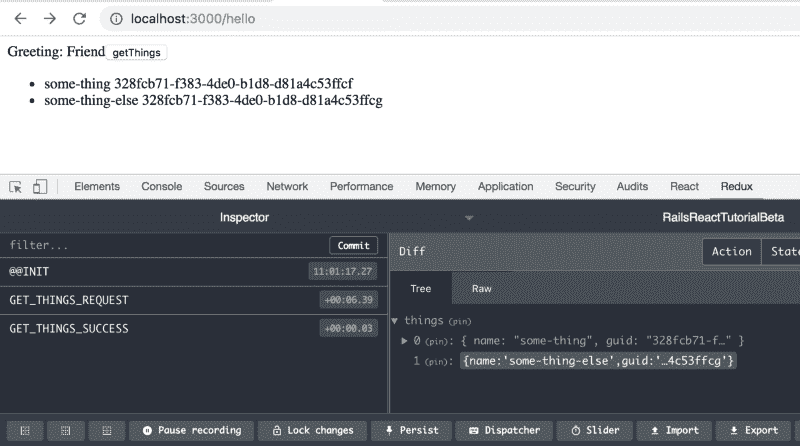 localhost:3000/hello
Greeting: Friend getThings
some-thing 328fcb71-f383-4de0-b1d8-d81a4c53ffcf
some-thing-else 328fcb71-f383-4de0-b1d8-d81a4c53ffcg
Elements Console Sources Network Performance Memory Application Security Audits React Redux
Inspector RailsReactTutorialBeta
filter... Commit Diff Action State
@@INIT 11:01:17.27
Tree Raw
GET_THINGS_REQUEST +00:06.39
things (pin)
GET_THINGS_SUCCESS +00:00.03
0 (pin): { name: "some-thing", guid: "328fcb71-f…" }
1 (pin): {name:'some-thing-else',guid:'…4c53ffcg'}
Pause recording Lock changes Persist Dispatcher Slider Import Export